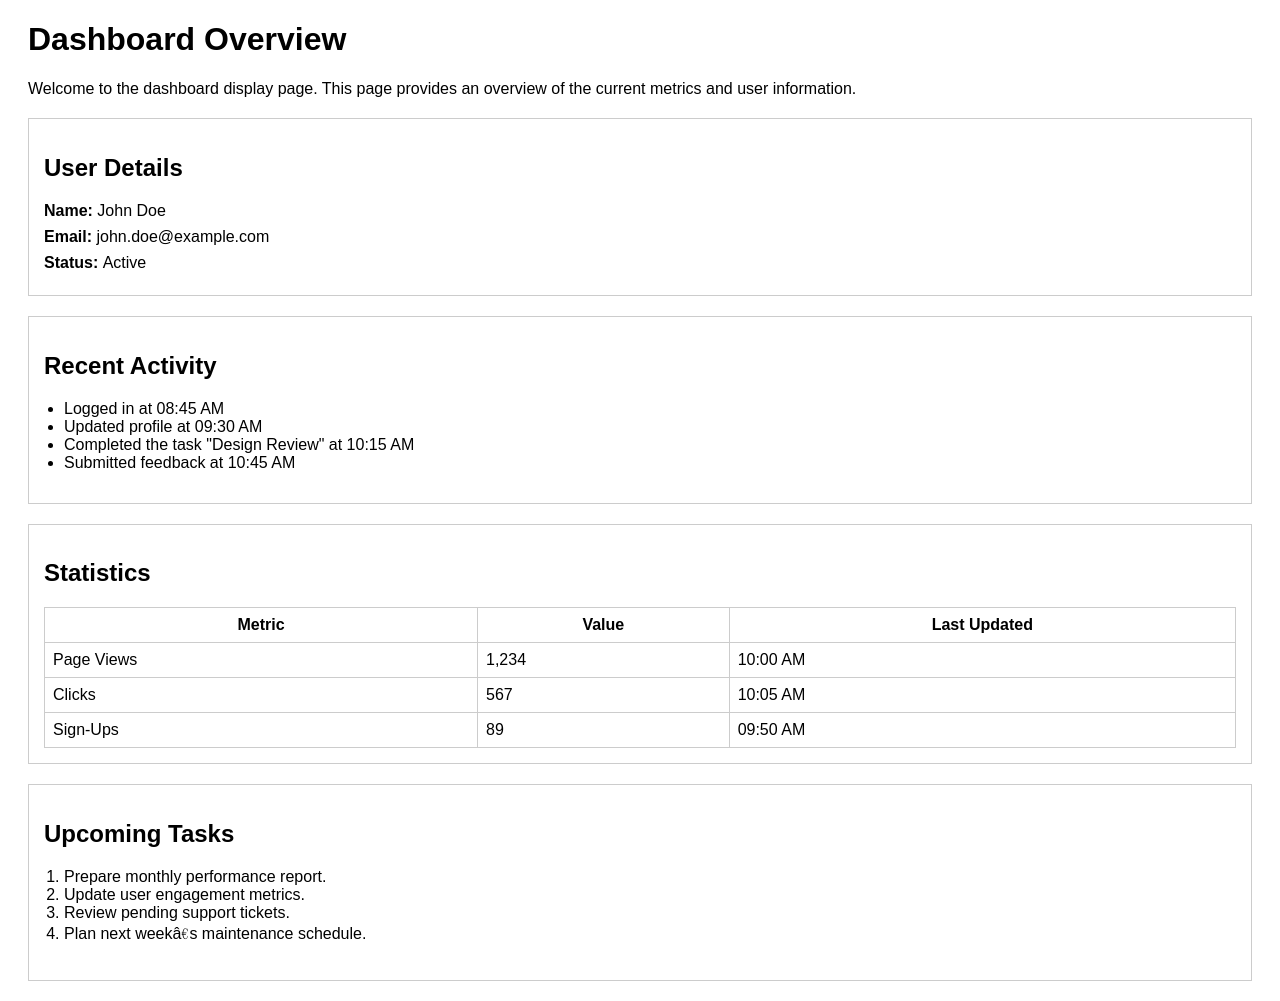 Dashboard Overview
Welcome to the dashboard display page. This page provides an overview of the current metrics and user information.
User Details
Name: John Doe
Email: john.doe@example.com
Status: Active
Recent Activity
• Logged in at 08:45 AM
• Updated profile at 09:30 AM
• Completed the task "Design Review" at 10:15 AM
• Submitted feedback at 10:45 AM
Statistics
Metric Value Last Updated
Page Views 1,234 10:00 AM
Clicks 567 10:05 AM
Sign-Ups 89 09:50 AM
Upcoming Tasks
1. Prepare monthly performance report.
2. Update user engagement metrics.
3. Review pending support tickets.
4. Plan next weekâ€s maintenance schedule.